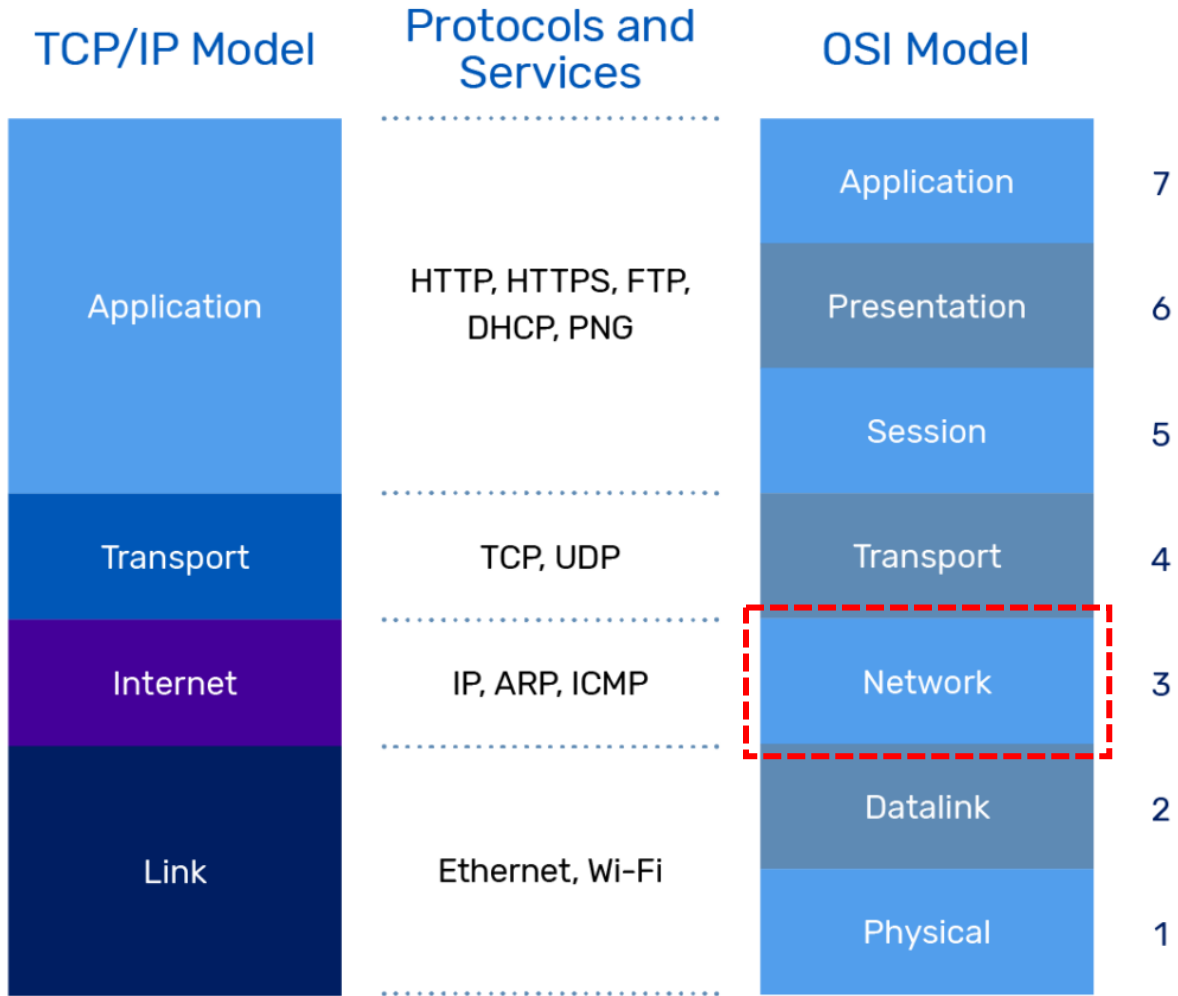 TCP/IP Model
Protocols and
Services
OSI Model
Application
HTTP, HTTPS, FTP,
DHCP, PNG
Application
7
Presentation
6
Session
5
Transport
TCP, UDP
Transport
4
Internet
IP, ARP, ICMP
Network
3
Link
Ethernet, Wi-Fi
Datalink
2
Physical
1